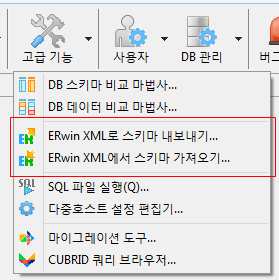 고급 기능
사용자
DB 관리
버그
DB 스키마 비교 마법사...
DB 데이터 비교 마법사...
ERwin XML로 스키마 내보내기...
ERwin XML에서 스키마 가져오기...
SQL 파일 실행(Q)...
다중호스트 설정 편집기...
마이그레이션 도구...
CUBRID 쿼리 브라우저...